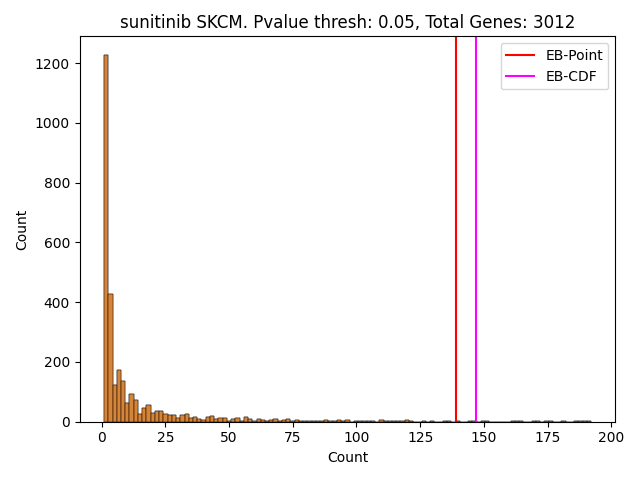 sunitinib SKCM. Pvalue thresh: 0.05, Total Genes: 3012
EB-Point
EB-CDF
Count
1200
1000
800
600
400
200
0
0 25 50 75 100 125 150 175 200
Count